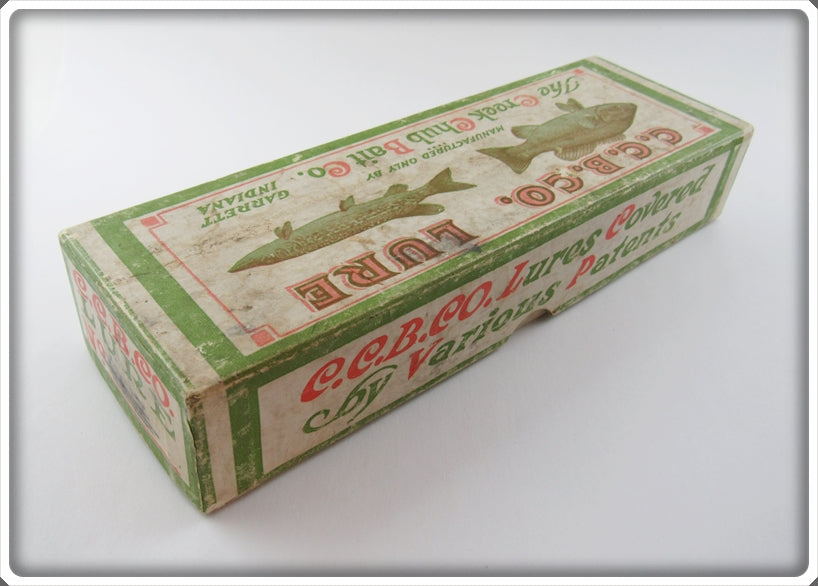 C.C.B.CO.
LURE
MANUFACTURED ONLY BY
The Creek Chub Bait Co.
GARRETT
INDIANA
C.C.B.CO. Lures Covered
by Various Patents
C.C.B.CO.
LURE